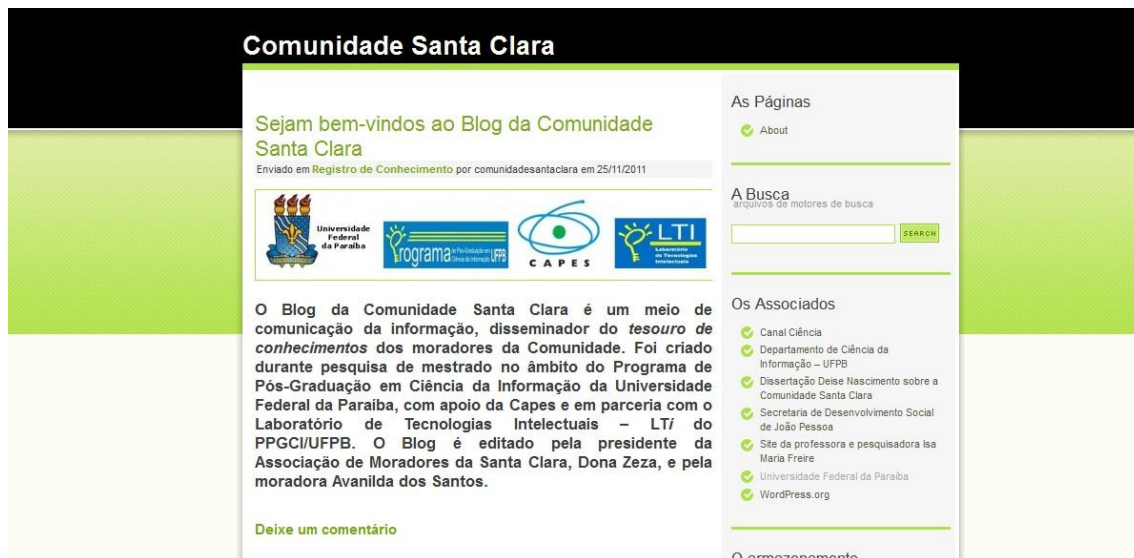 Comunidade Santa Clara
Sejam bem-vindos ao Blog da Comunidade
Santa Clara
Enviado em Registro de Conhecimento por comunidadesantaclara em 25/11/2011
Universidade
Federal
da Paraíba
Programa de Pós-Graduação em
Ciência da Informação UFPB
CAPES
LTI
Laboratório
de Tecnologias
Intelectuais
O Blog da Comunidade Santa Clara é um meio de
comunicação da informação, disseminador do tesouro de
conhecimentos dos moradores da Comunidade. Foi criado
durante pesquisa de mestrado no âmbito do Programa de
Pós-Graduação em Ciência da Informação da Universidade
Federal da Paraíba, com apoio da Capes e em parceria com o
Laboratório de Tecnologias Intelectuais – LTi do
PPGCI/UFPB. O Blog é editado pela presidente da
Associação de Moradores da Santa Clara, Dona Zeza, e pela
moradora Avanilda dos Santos.
Deixe um comentário
As Páginas
About
A Busca
arquivos de motores de busca
SEARCH
Os Associados
Canal Ciência
Departamento de Ciência da
Informação – UFPB
Dissertação Deise Nascimento sobre a
Comunidade Santa Clara
Secretaria de Desenvolvimento Social
de João Pessoa
Site da professora e pesquisadora Isa
Maria Freire
Universidade Federal da Paraíba
WordPress.org